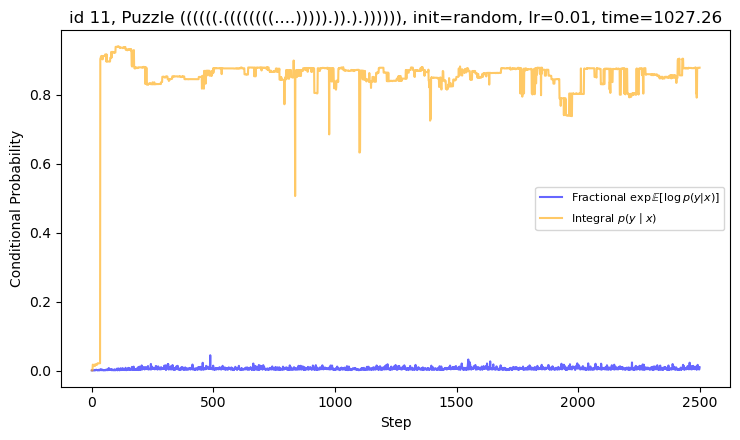 id 11, Puzzle ((((((.((((((((....))))).)).).)))))), init=random, lr=0.01, time=1027.26
Conditional Probability
0.8
0.6
0.4
0.2
0.0
Fractional exp𝔼[log p(y|x)]
Integral p(y | x)
0 500 1000 1500 2000 2500
Step